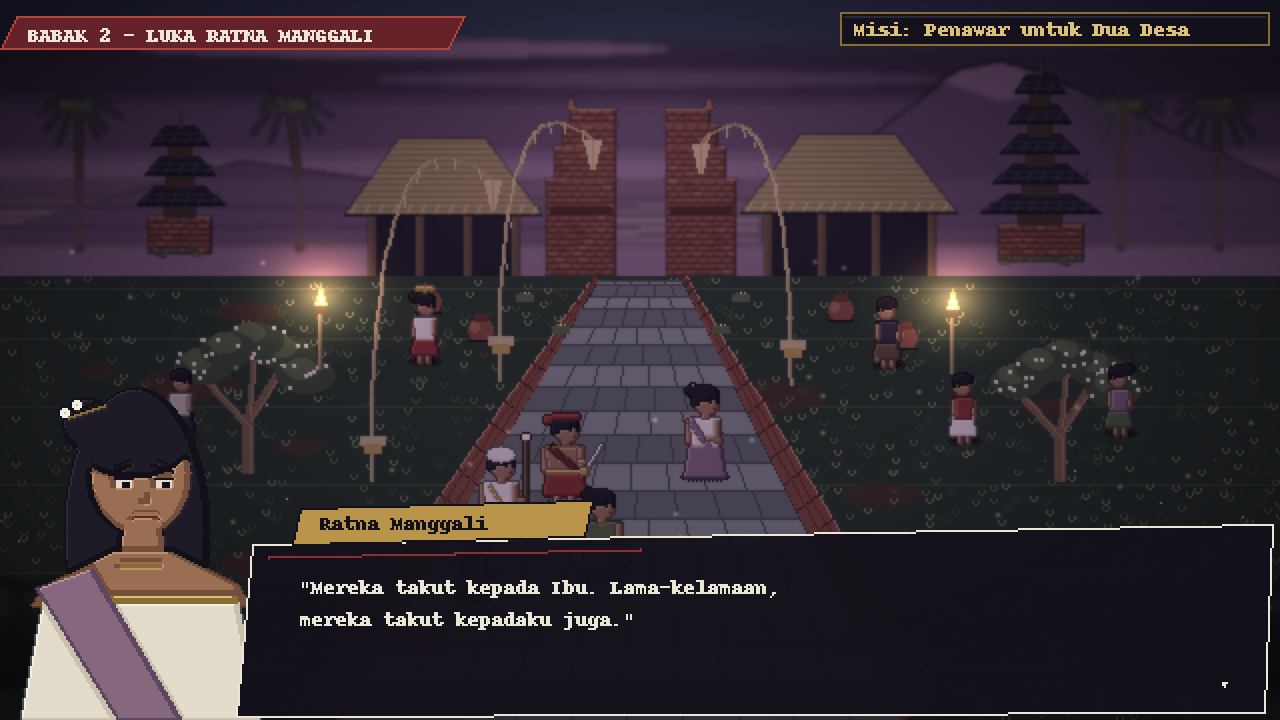 BABAK 2 - LUKA RATNA MANGGALI
Misi: Penawar untuk Dua Desa
Ratna Manggali
"Mereka takut kepada Ibu. Lama-kelamaan,
mereka takut kepadaku juga."